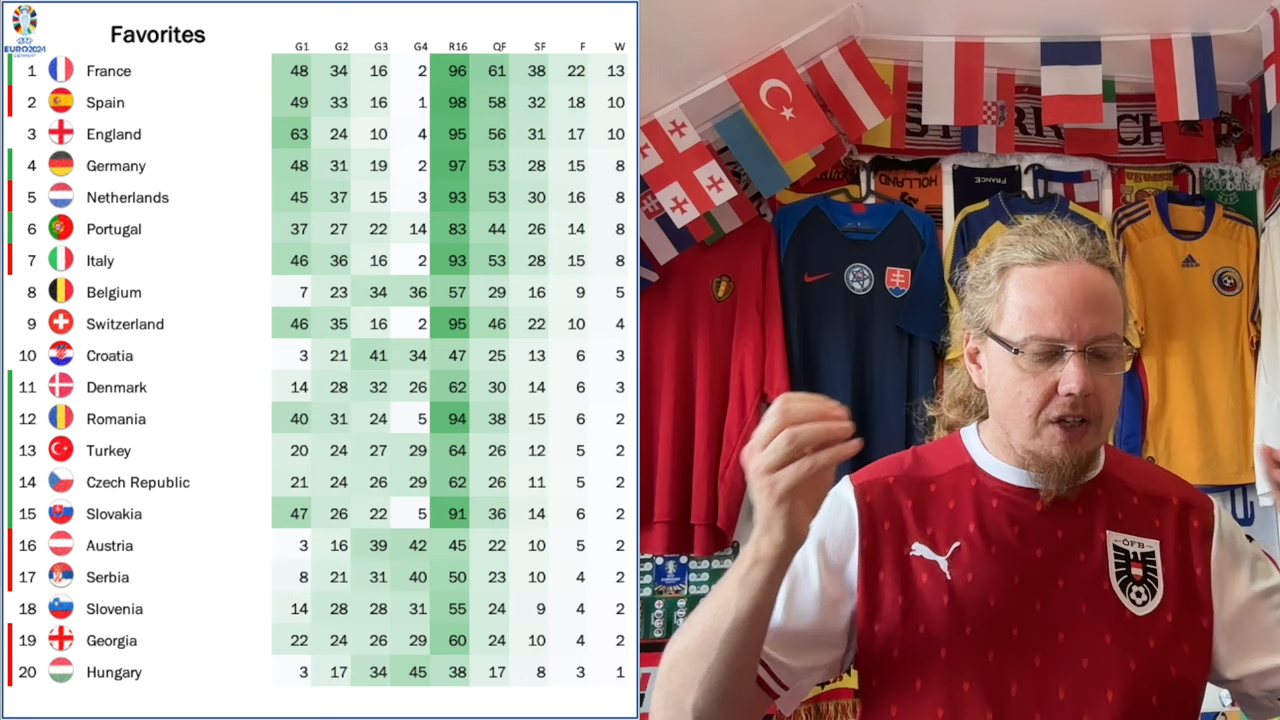 Favorites
EURO2024
GERMANY
G1 G2 G3 G4 R16 QF SF F W
1 France 48 34 16 2 96 61 38 22 13
2 Spain 49 33 16 1 98 58 32 18 10
3 England 63 24 10 4 95 56 31 17 10
4 Germany 48 31 19 2 97 53 28 15 8
5 Netherlands 45 37 15 3 93 53 30 16 8
6 Portugal 37 27 22 14 83 44 26 14 8
7 Italy 46 36 16 2 93 53 28 15 8
8 Belgium 7 23 34 36 57 29 16 9 5
9 Switzerland 46 35 16 2 95 46 22 10 4
10 Croatia 3 21 41 34 47 25 13 6 3
11 Denmark 14 28 32 26 62 30 14 6 3
12 Romania 40 31 24 5 94 38 15 6 2
13 Turkey 20 24 27 29 64 26 12 5 2
14 Czech Republic 21 24 26 29 62 26 11 5 2
15 Slovakia 47 26 22 5 91 36 14 6 2
16 Austria 3 16 39 42 45 22 10 5 2
17 Serbia 8 21 31 40 50 23 10 4 2
18 Slovenia 14 28 28 31 55 24 9 4 2
19 Georgia 22 24 26 29 60 24 10 4 2
20 Hungary 3 17 34 45 38 17 8 3 1
HOLLAND
FRANCE
adidas
ÖFB